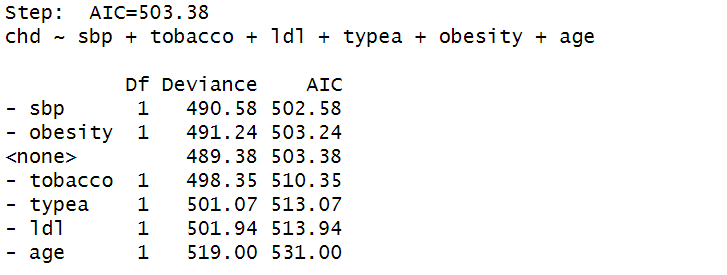 Step:  AIC=503.38
chd ~ sbp + tobacco + ldl + typea + obesity + age

          Df Deviance    AIC
- sbp      1   490.58 502.58
- obesity  1   491.24 503.24
<none>         489.38 503.38
- tobacco  1   498.35 510.35
- typea    1   501.07 513.07
- ldl      1   501.94 513.94
- age      1   519.00 531.00